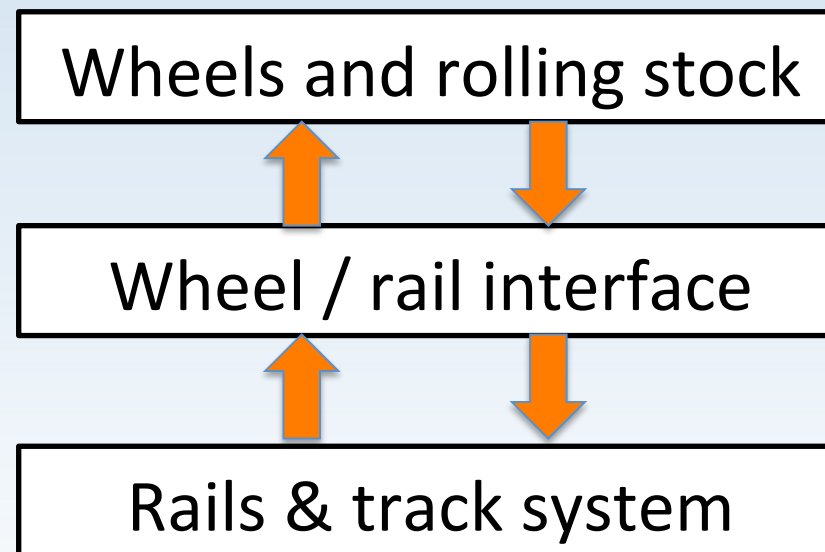 Wheels and rolling stock
Wheel / rail interface
Rails & track system